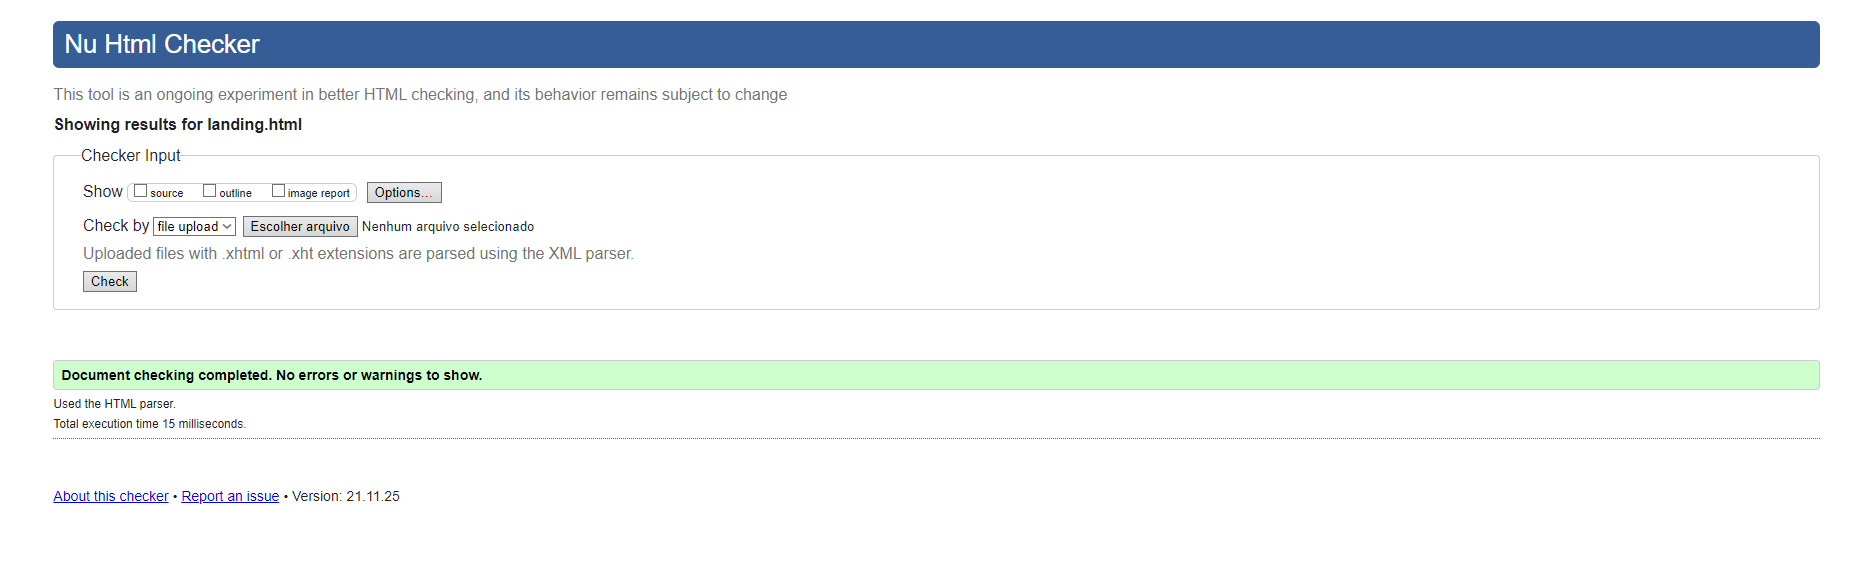 Nu Html Checker
This tool is an ongoing experiment in better HTML checking, and its behavior remains subject to change
Showing results for landing.html
Checker Input
Show source outline image report Options...
Check by file upload Escolher arquivo Nenhum arquivo selecionado
Uploaded files with .xhtml or .xht extensions are parsed using the XML parser.
Check
Document checking completed. No errors or warnings to show.
Used the HTML parser.
Total execution time 15 milliseconds.
About this checker • Report an issue • Version: 21.11.25